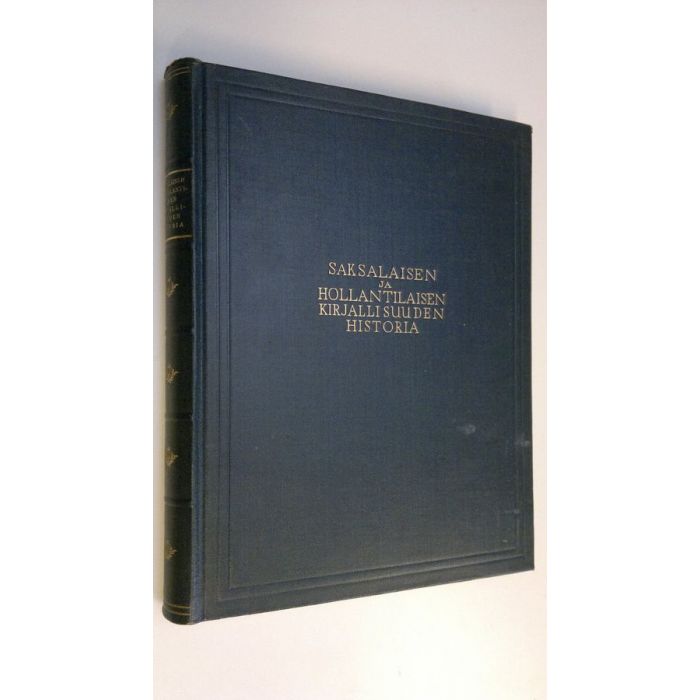 SAKSALAISEN
JA
HOLLANTILAISEN
KIRJALLISUUDEN
HISTORIA